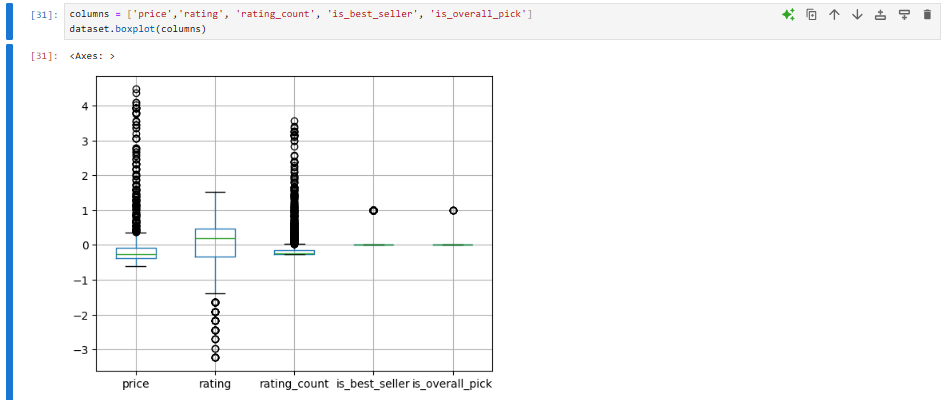 [31]: columns = ['price','rating', 'rating_count', 'is_best_seller', 'is_overall_pick']
dataset.boxplot(columns)
[31]: <Axes: >
4
3
2
1
0
−1
−2
−3
price rating rating_count is_best_seller is_overall_pick